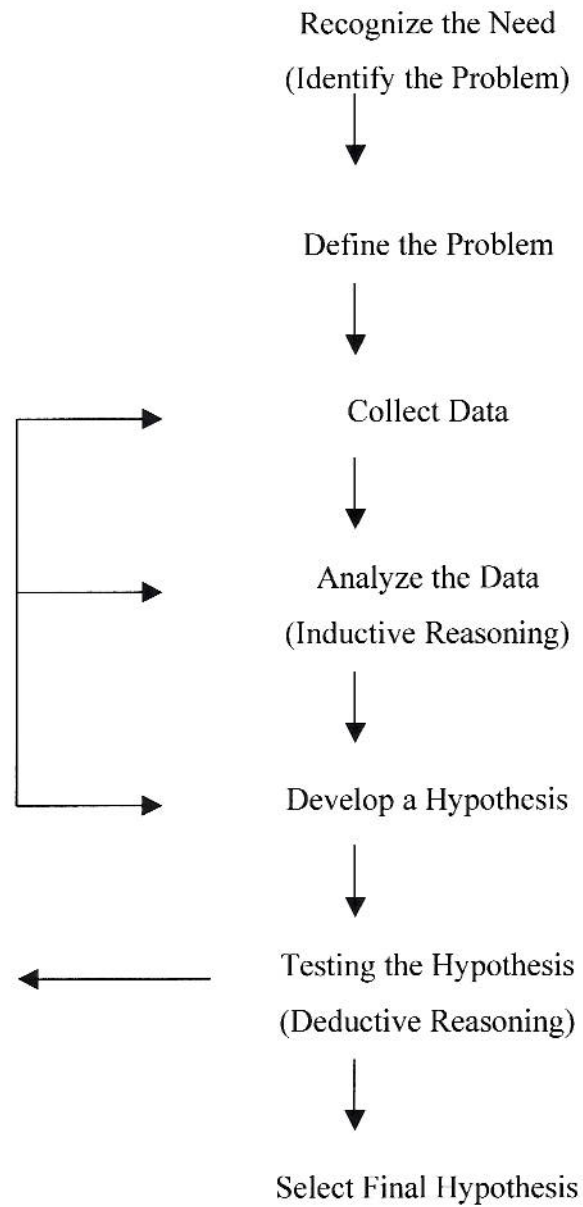 Recognize the Need
(Identify the Problem)
Define the Problem
Collect Data
Analyze the Data
(Inductive Reasoning)
Develop a Hypothesis
Testing the Hypothesis
(Deductive Reasoning)
Select Final Hypothesis